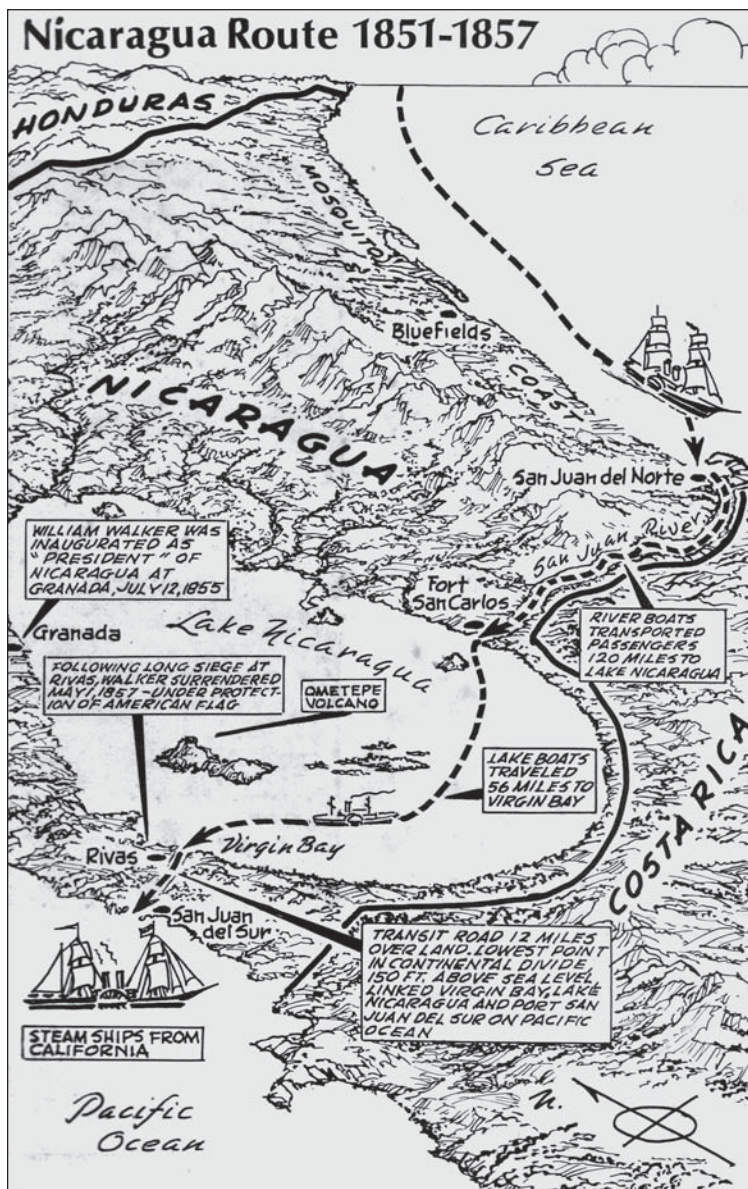 Nicaragua Route 1851-1857
HONDURAS
Caribbean
Sea
MOSQUITO
Bluefields
COAST
NICARAGUA
San Juan del Norte
San Juan River
WILLIAM WALKER WAS
INAUGURATED AS
"PRESIDENT" OF
NICARAGUA AT
GRANADA, JULY 12, 1855
Fort
San Carlos
RIVER BOATS
TRANSPORTED
PASSENGERS
120 MILES TO
LAKE NICARAGUA
Granada
Lake Nicaragua
FOLLOWING LONG SIEGE AT
RIVAS, WALKER SURRENDERED
MAY 1, 1857 - UNDER PROTECT-
ION OF AMERICAN FLAG
OMETEPE
VOLCANO
LAKE BOATS
TRAVELED
56 MILES TO
VIRGIN BAY
COSTA RICA
Rivas
Virgin Bay
San Juan
del Sur
TRANSIT ROAD 12 MILES
OVER LAND. LOWEST POINT
IN CONTINENTAL DIVIDE
150 FT. ABOVE SEA LEVEL
LINKED VIRGIN BAY, LAKE
NICARAGUA AND PORT SAN
JUAN DEL SUR ON PACIFIC
OCEAN
STEAM SHIPS FROM
CALIFORNIA
Pacific
Ocean
N.